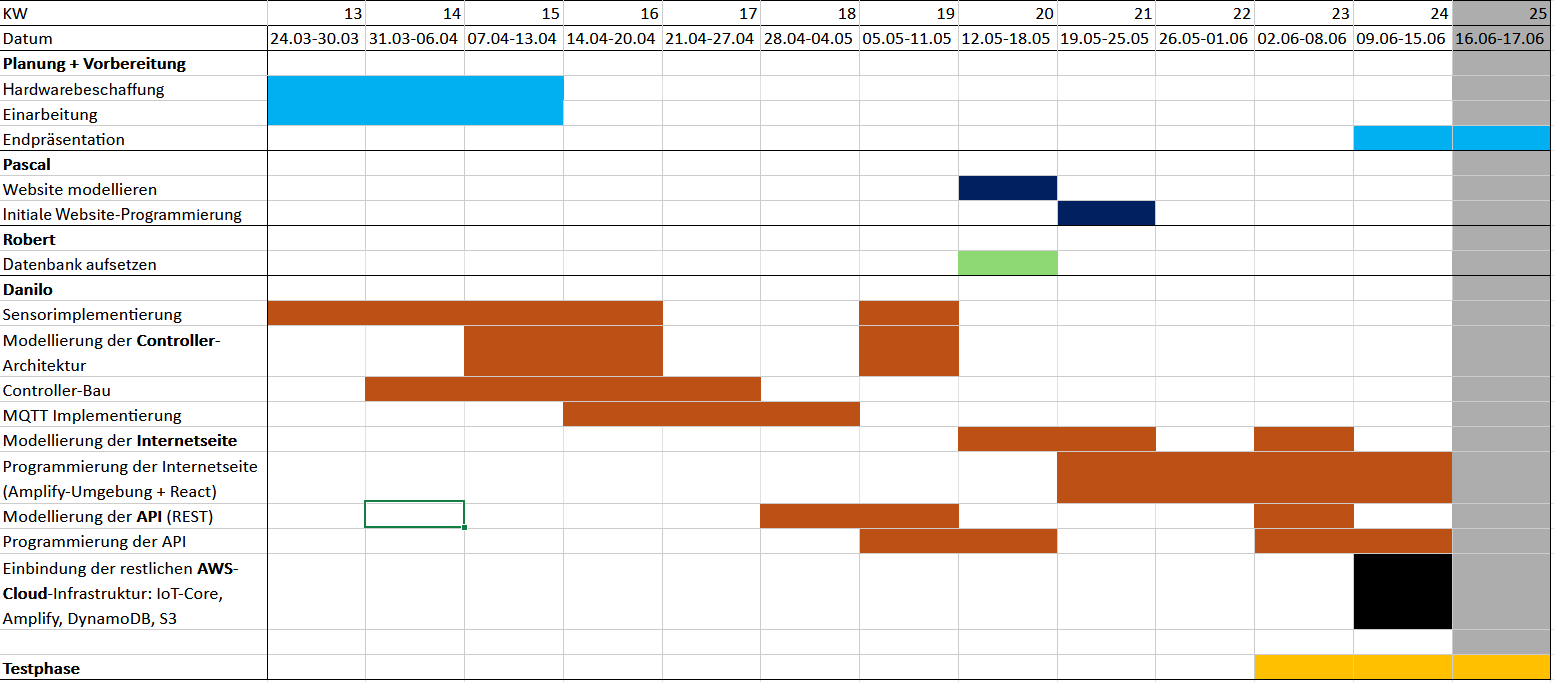 KW 13 14 15 16 17 18 19 20 21 22 23 24 25
Datum 24.03-30.03 31.03-06.04 07.04-13.04 14.04-20.04 21.04-27.04 28.04-04.05 05.05-11.05 12.05-18.05 19.05-25.05 26.05-01.06 02.06-08.06 09.06-15.06 16.06-17.06
Planung + Vorbereitung
Hardwarebeschaffung
Einarbeitung
Endpräsentation
Pascal
Website modellieren
Initiale Website-Programmierung
Robert
Datenbank aufsetzen
Danilo
Sensorimplementierung
Modellierung der Controller-
Architektur
Controller-Bau
MQTT Implementierung
Modellierung der Internetseite
Programmierung der Internetseite
(Amplify-Umgebung + React)
Modellierung der API (REST)
Programmierung der API
Einbindung der restlichen AWS-
Cloud-Infrastruktur: IoT-Core,
Amplify, DynamoDB, S3
Testphase